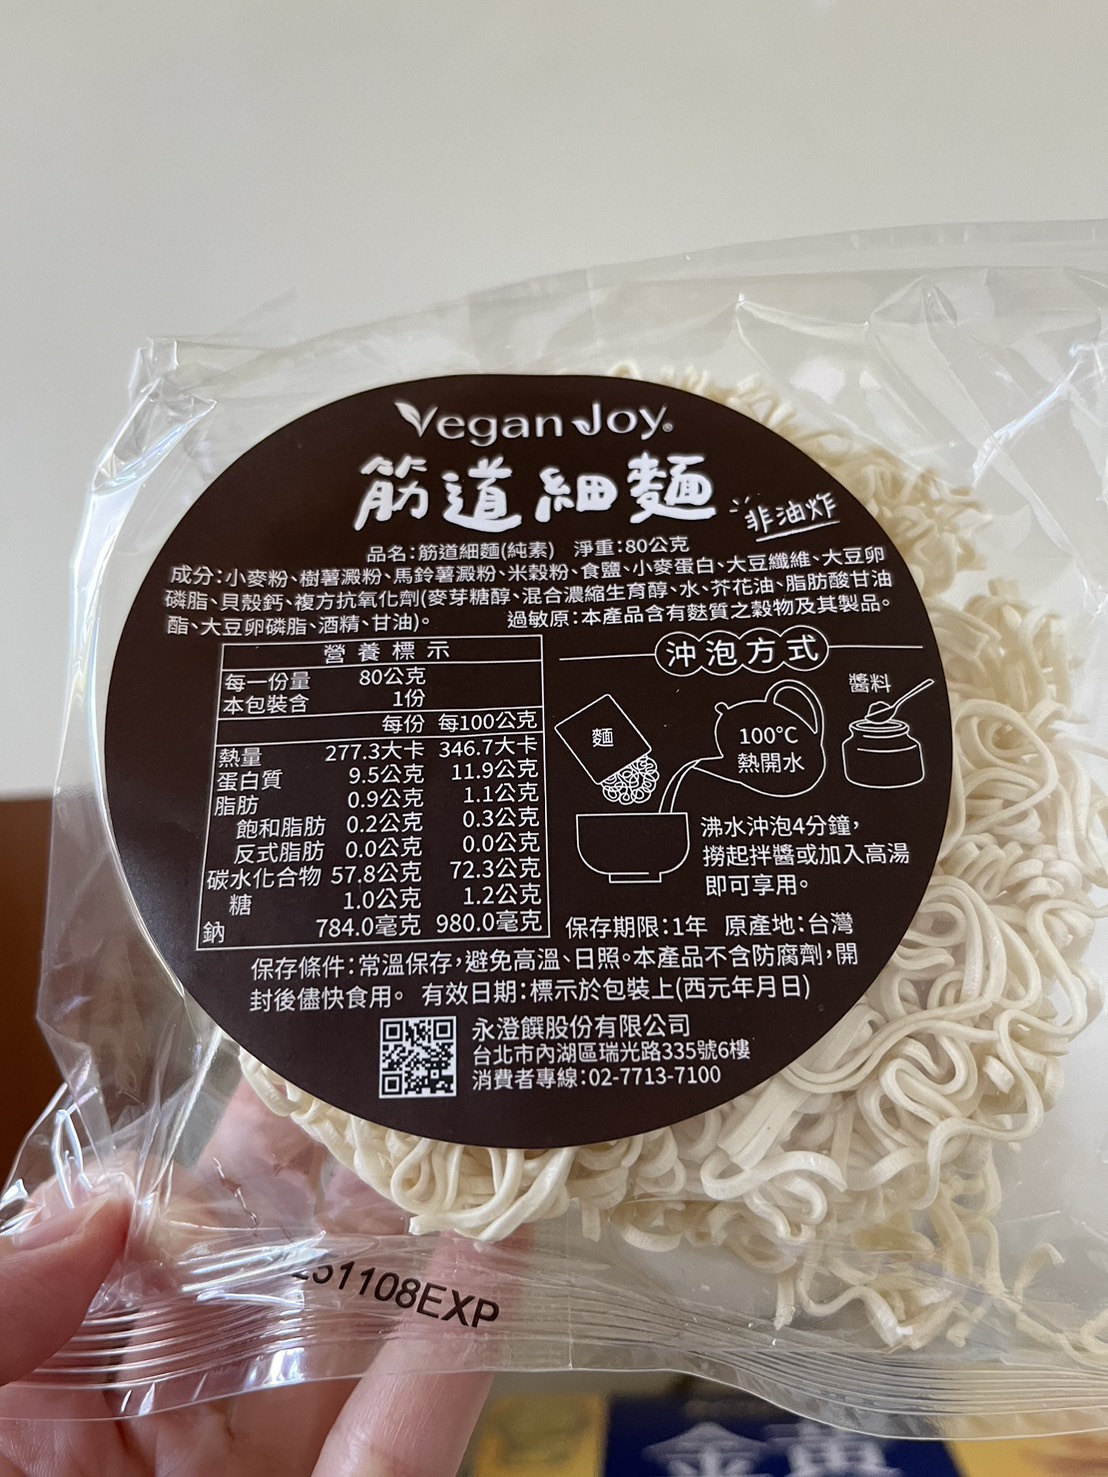 Vegan Joy®
筋道細麵 非油炸
品名:筋道細麵(純素) 淨重:80公克
成分:小麥粉、樹薯澱粉、馬鈴薯澱粉、米穀粉、食鹽、小麥蛋白、大豆纖維、大豆卵
磷脂、貝殼鈣、複方抗氧化劑(麥芽糖醇、混合濃縮生育醇、水、芥花油、脂肪酸甘油
酯、大豆卵磷脂、酒精、甘油)。 過敏原:本產品含有麩質之穀物及其製品。
營養標示
每一份量 80公克
本包裝含 1份
每份 每100公克
熱量 277.3大卡 346.7大卡
蛋白質 9.5公克 11.9公克
脂肪 0.9公克 1.1公克
飽和脂肪 0.2公克 0.3公克
反式脂肪 0.0公克 0.0公克
碳水化合物 57.8公克 72.3公克
糖 1.0公克 1.2公克
鈉 784.0毫克 980.0毫克
沖泡方式
麵
100°C
熱開水
醬料
沸水沖泡4分鐘,
撈起拌醬或加入高湯
即可享用。
保存期限:1年 原產地:台灣
保存條件:常溫保存,避免高溫、日照。本產品不含防腐劑,開
封後儘快食用。 有效日期:標示於包裝上(西元年月日)
永澄饌股份有限公司
台北市內湖區瑞光路335號6樓
消費者專線:02-7713-7100
251108EXP